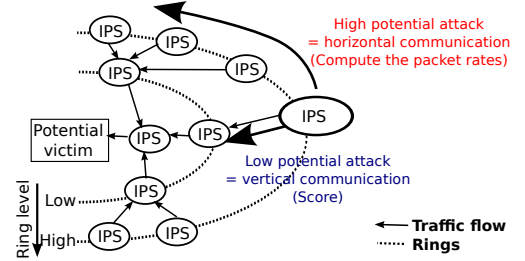 IPS
High potential attack
= horizontal communication
(Compute the packet rates)
IPS
IPS
IPS
IPS
Potential
victim
IPS
IPS
Low potential attack
= vertical communication
(Score)
IPS
Ring level
Low
High
IPS
IPS
Traffic flow
Rings